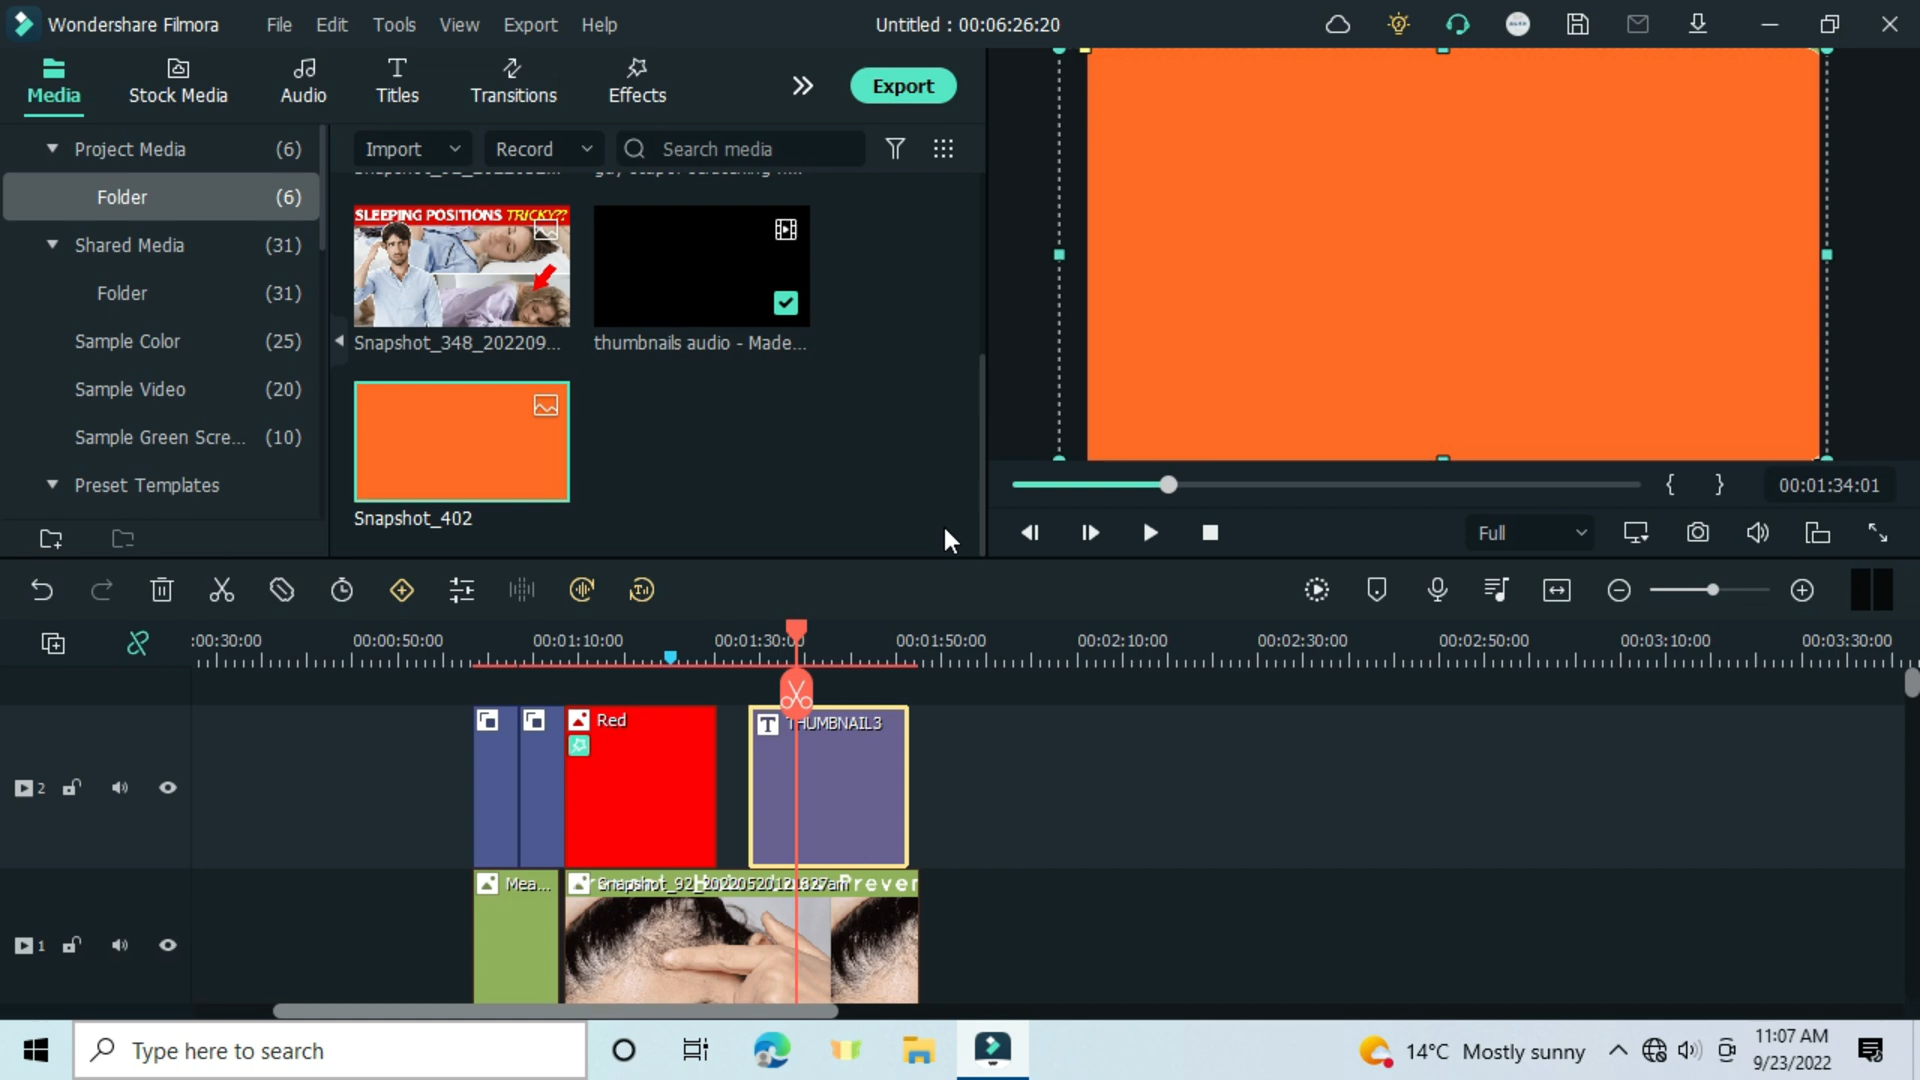 Wondershare Filmora
File
Edit
Tools
View
Export
Help
Untitled : 00:06:26:20
Media
Stock Media
Audio
Titles
Transitions
Effects
Export
Project Media (6)
Folder (6)
Shared Media (31)
Folder (31)
Sample Color (25)
Sample Video (20)
Sample Green Scre... (10)
Preset Templates
Import
Record
Search media
SLEEPING POSITIONS TRICKY??
Snapshot_348_202209...
thumbnails audio - Made...
Snapshot_402
00:01:34:01
Full
:00:30:00
00:00:50:00
00:01:10:00
00:01:30:00
00:01:50:00
00:02:10:00
00:02:30:00
00:02:50:00
00:03:10:00
00:03:30:00
2
Red
THUMBNAIL3
1
Mea...
Type here to search
14°C Mostly sunny
11:07 AM
9/23/2022